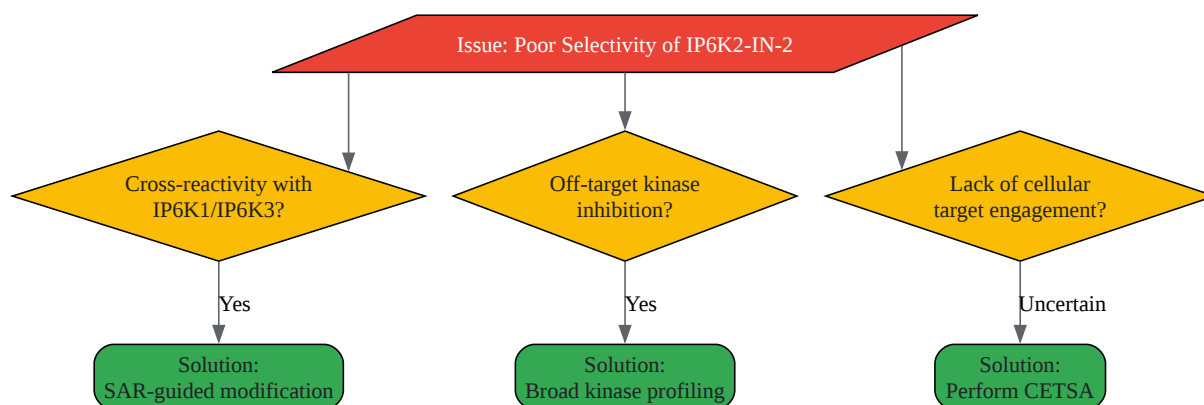 Issue: Poor Selectivity of IP6K2-IN-2
Cross-reactivity with
IP6K1/IP6K3?
Off-target kinase
inhibition?
Lack of cellular
target engagement?
Yes
Yes
Uncertain
Solution:
SAR-guided modification
Solution:
Broad kinase profiling
Solution:
Perform CETSA